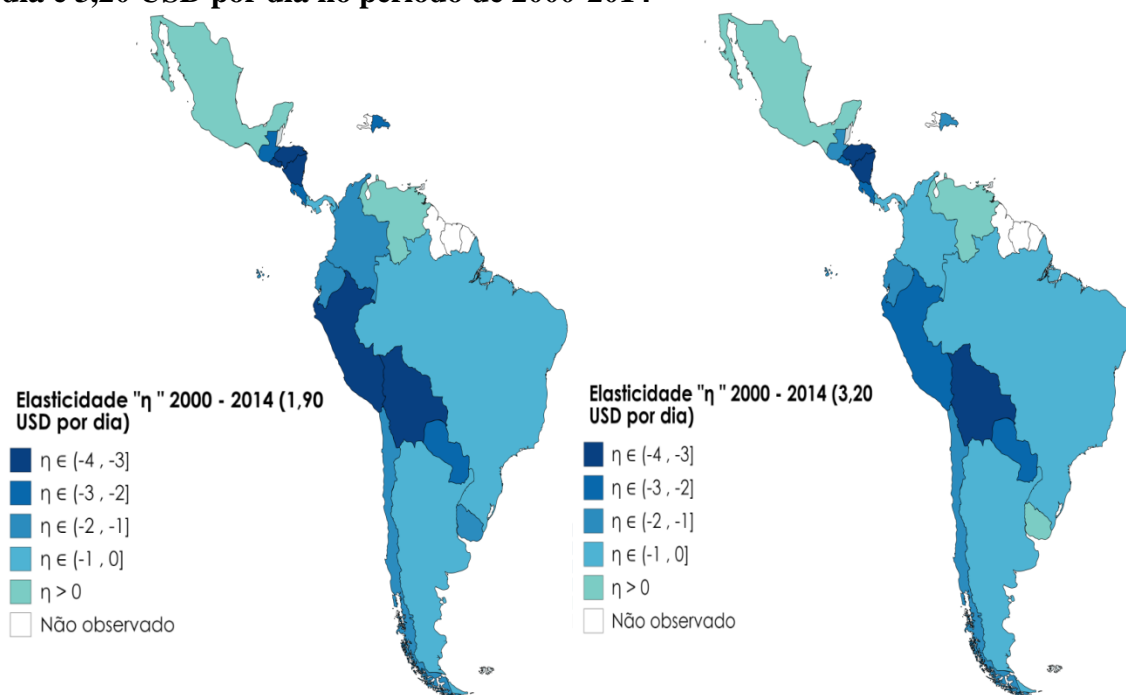 dia e 3,20 USD por dia no período de 2000-2014
Elasticidade "η " 2000 - 2014 (1,90
USD por dia)
η ∈ (-4 , -3]
η ∈ (-3 , -2]
η ∈ (-2 , -1]
η ∈ (-1 , 0]
η > 0
Não observado
Elasticidade "η " 2000 - 2014 (3,20
USD por dia)
η ∈ (-4 , -3]
η ∈ (-3 , -2]
η ∈ (-2 , -1]
η ∈ (-1 , 0]
η > 0
Não observado